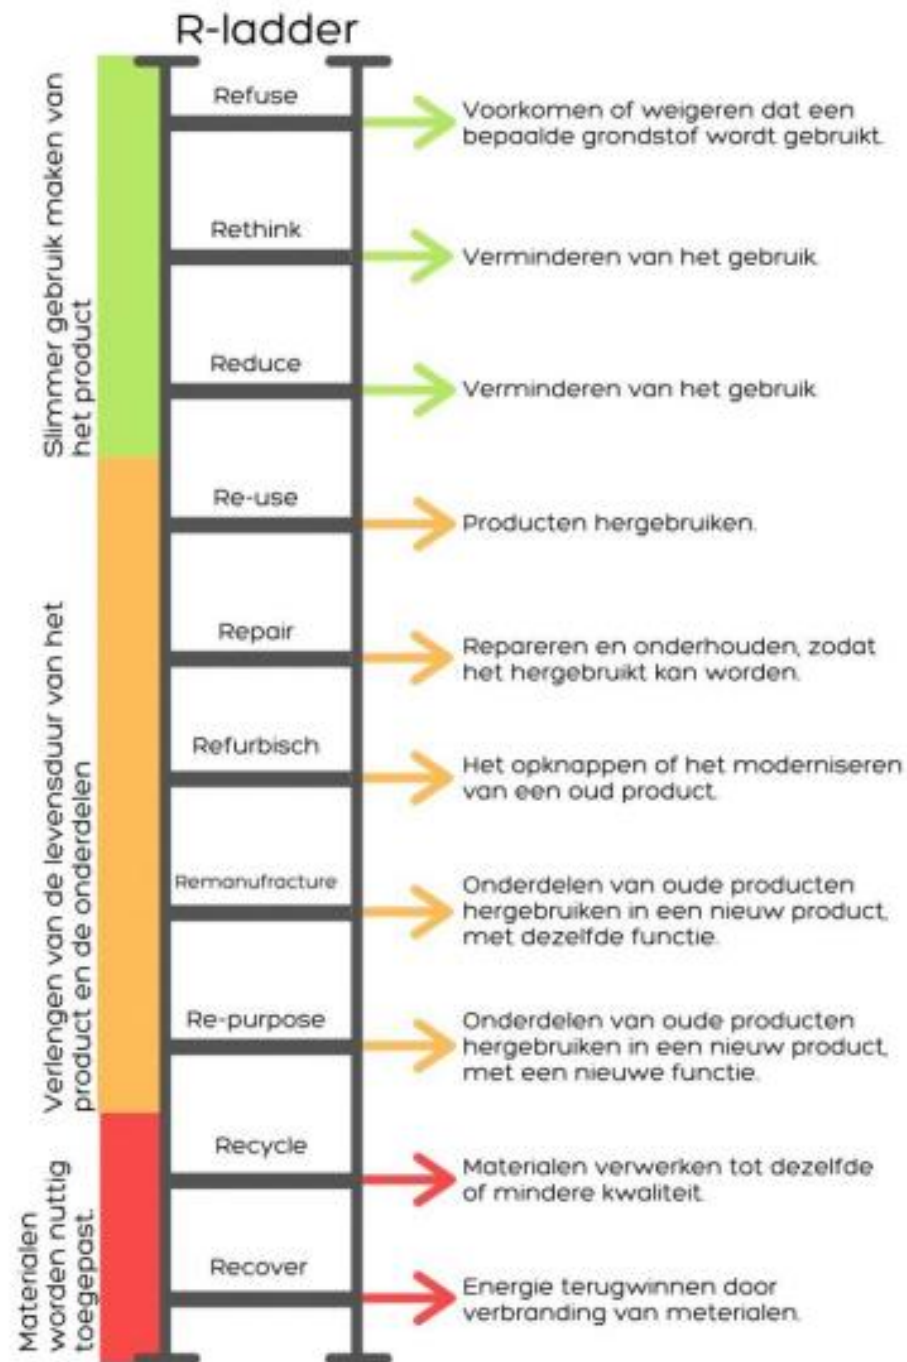 R-ladder
Slimmer gebruik maken van
het product
Refuse
Voorkomen of weigeren dat een
bepaalde grondstof wordt gebruikt.
Rethink
Verminderen van het gebruik
Reduce
Verminderen van het gebruik
Verlengen van de levensduur van het
product en de onderdelen
Re-use
Producten hergebruiken.
Repair
Repareren en onderhouden, zodat
het hergebruikt kan worden.
Refurbisch
Het opknappen of het moderniseren
van een oud product.
Remanufracture
Onderdelen van oude producten
hergebruiken in een nieuw product,
met dezelfde functie.
Re-purpose
Onderdelen van oude producten
hergebruiken in een nieuw product,
met een nieuwe functie.
Materialen
worden nuttig
toegepast.
Recycle
Materialen verwerken tot dezelfde
of mindere kwaliteit.
Recover
Energie terugwinnen door
verbranding van meterialen.